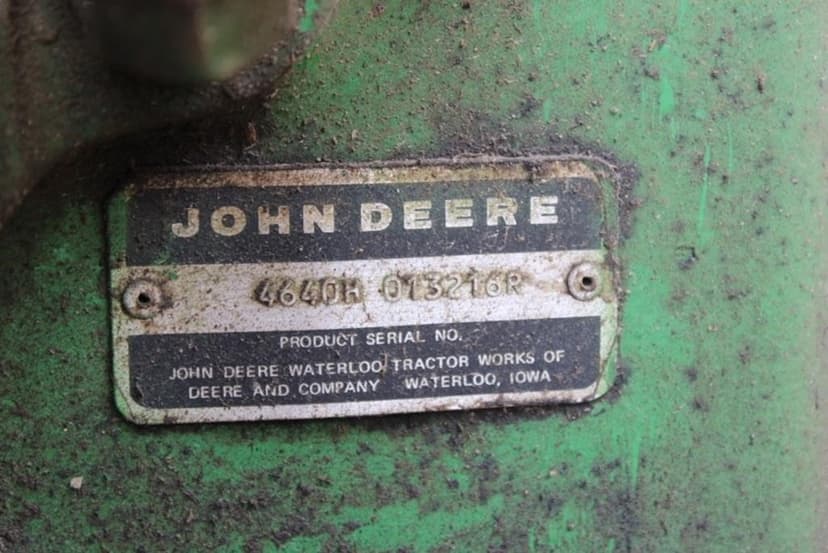 JOHN DEERE
4640H 013216R
PRODUCT SERIAL NO.
JOHN DEERE WATERLOO TRACTOR WORKS OF
DEERE AND COMPANY WATERLOO, IOWA